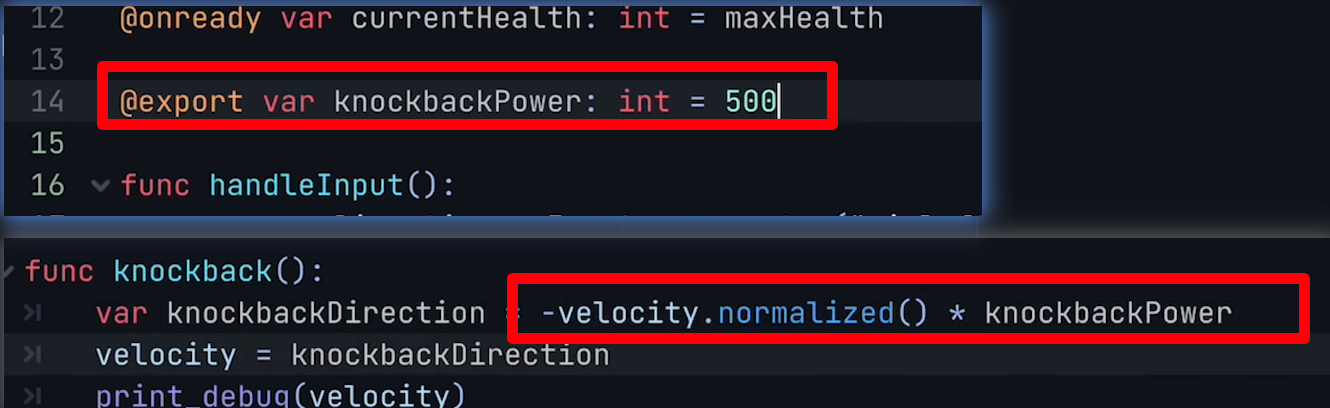 12 @onready var currentHealth: int = maxHealth
13
14 @export var knockbackPower: int = 500
15
16 func handleInput():
func knockback():
var knockbackDirection = -velocity.normalized() * knockbackPower
velocity = knockbackDirection
print_debug(velocity)